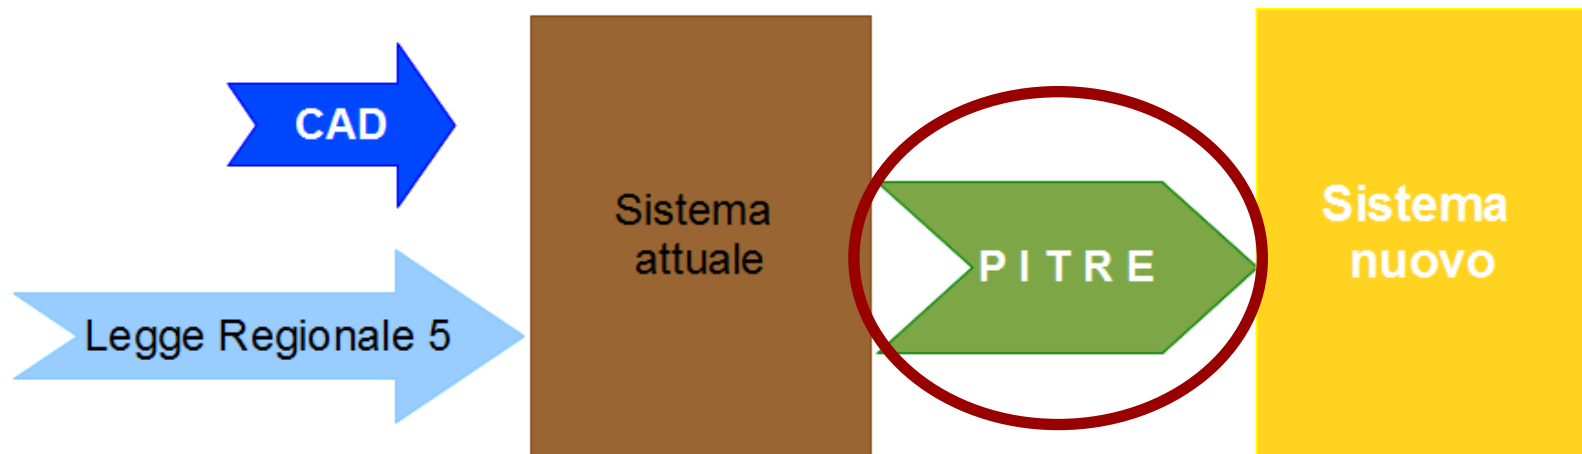 CAD
Legge Regionale 5
Sistema
attuale
P I T R E
Sistema
nuovo